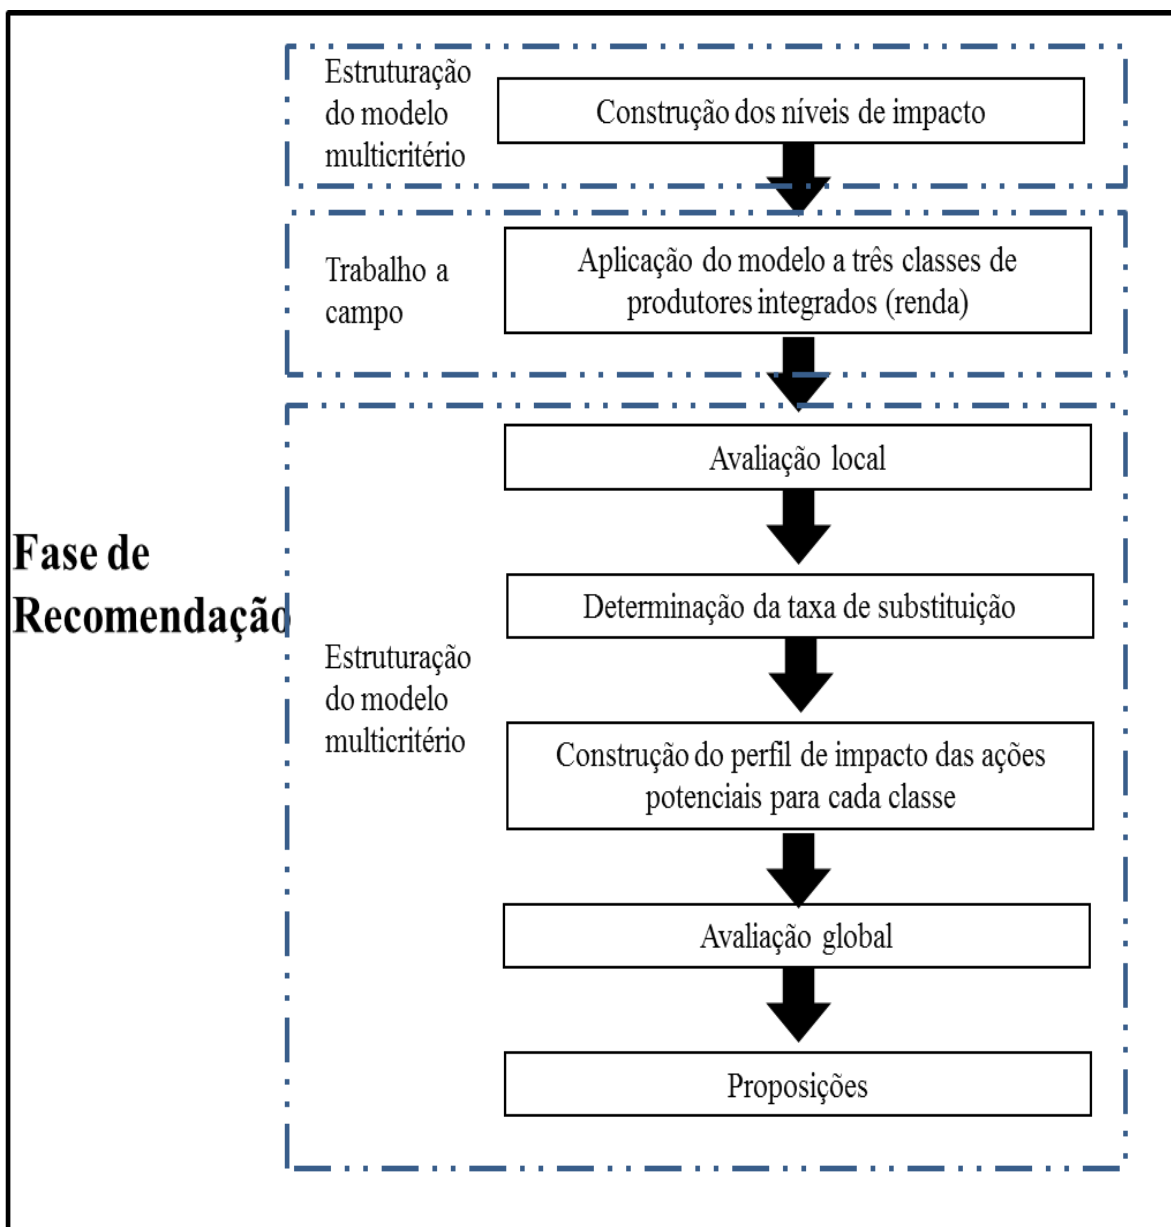 Estruturação
do modelo
multicritério
Construção dos níveis de impacto
Trabalho a
campo
Aplicação do modelo a três classes de
produtores integrados (renda)
Fase de
Recomendação
Estruturação
do modelo
multicritério
Avaliação local
Determinação da taxa de substituição
Construção do perfil de impacto das ações
potenciais para cada classe
Avaliação global
Proposições